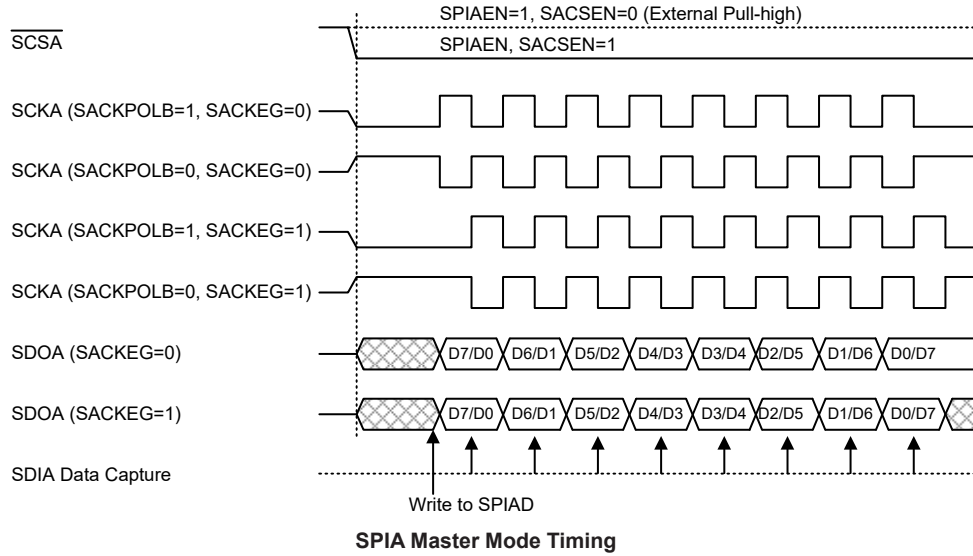 SPIAEN=1, SACSEN=0 (External Pull-high)
SCSA
SPIAEN, SACSEN=1
SCKA (SACKPOLB=1, SACKEG=0)
SCKA (SACKPOLB=0, SACKEG=0)
SCKA (SACKPOLB=1, SACKEG=1)
SCKA (SACKPOLB=0, SACKEG=1)
SDOA (SACKEG=0) D7/D0 D6/D1 D5/D2 D4/D3 D3/D4 D2/D5 D1/D6 D0/D7
SDOA (SACKEG=1) D7/D0 D6/D1 D5/D2 D4/D3 D3/D4 D2/D5 D1/D6 D0/D7
SDIA Data Capture
Write to SPIAD
SPIA Master Mode Timing